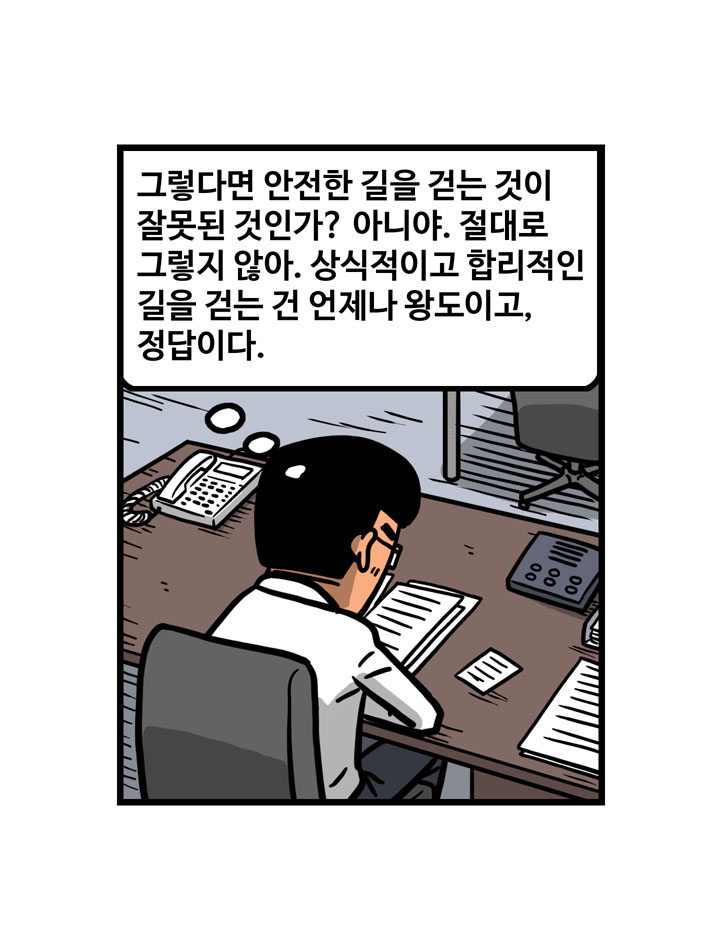 그렇다면 안전한 길을 걷는 것이
잘못된 것인가? 아니야. 절대로
그렇지 않아. 상식적이고 합리적인
길을 걷는 건 언제나 왕도이고,
정답이다.